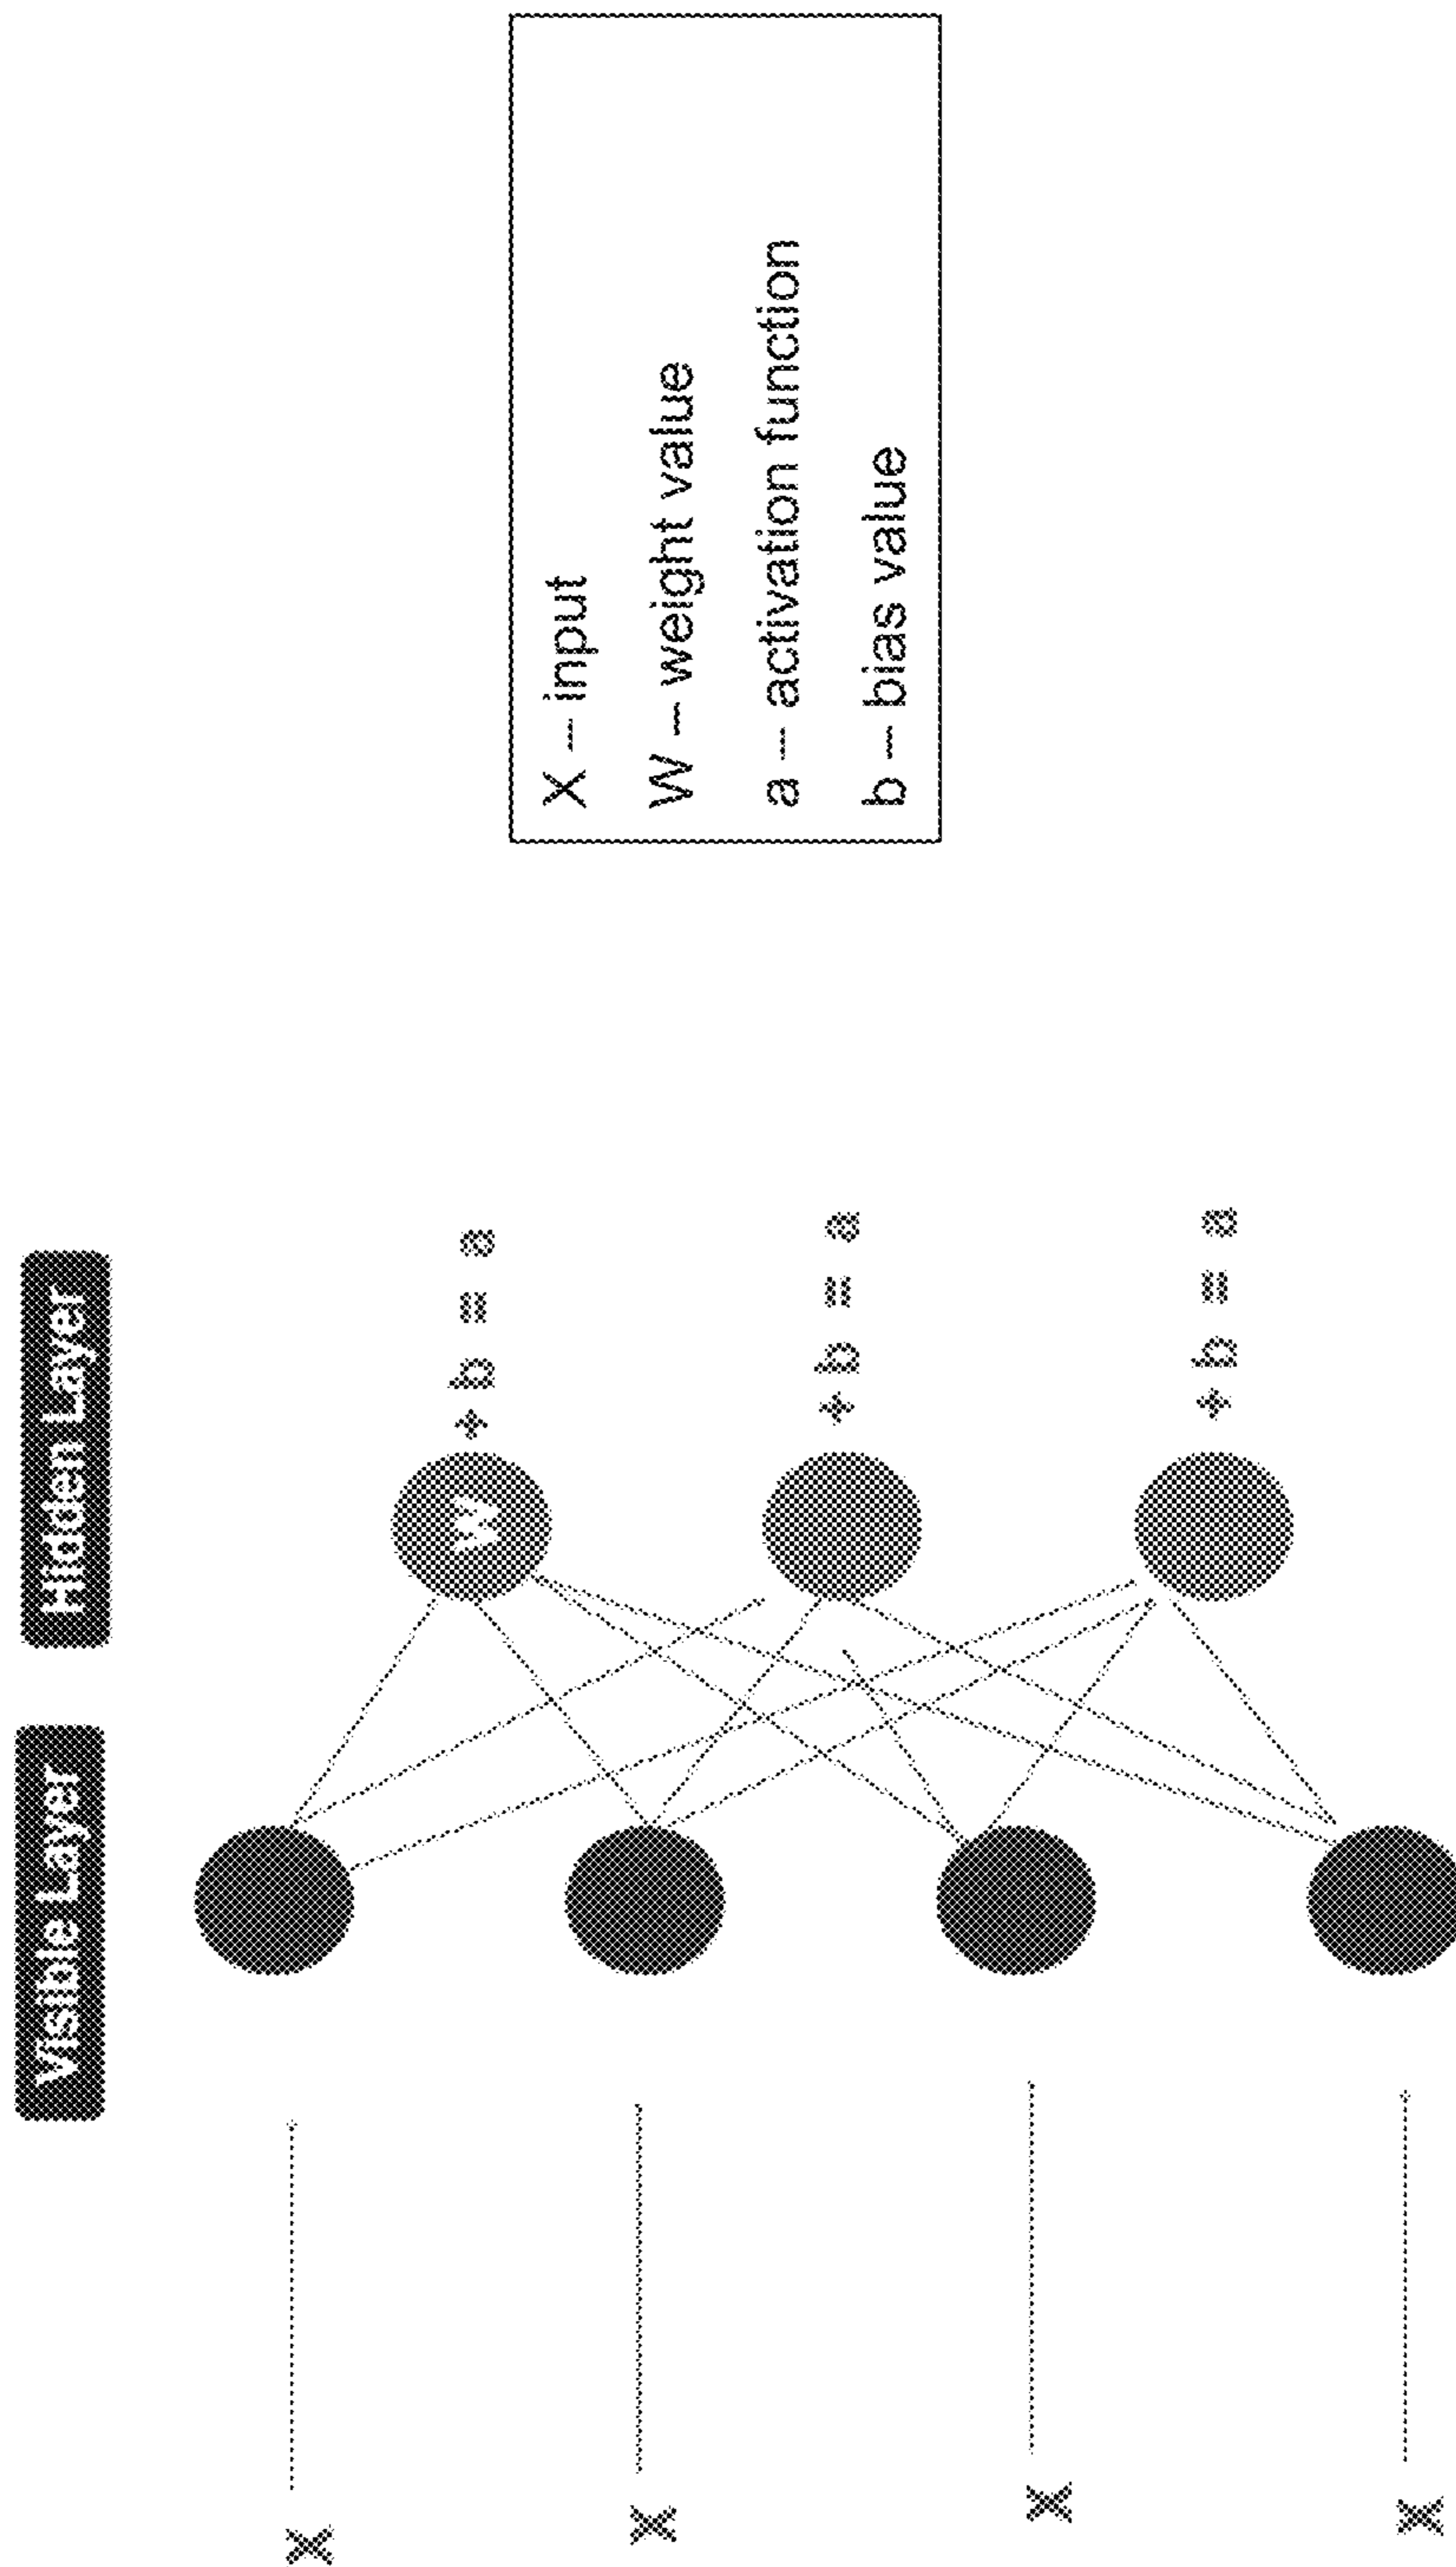 Visible Layer
Hidden Layer
X
W
+ b = a
X
+ b = a
X
+ b = a
X
X – input
W – weight value
a – activation function
b – bias value